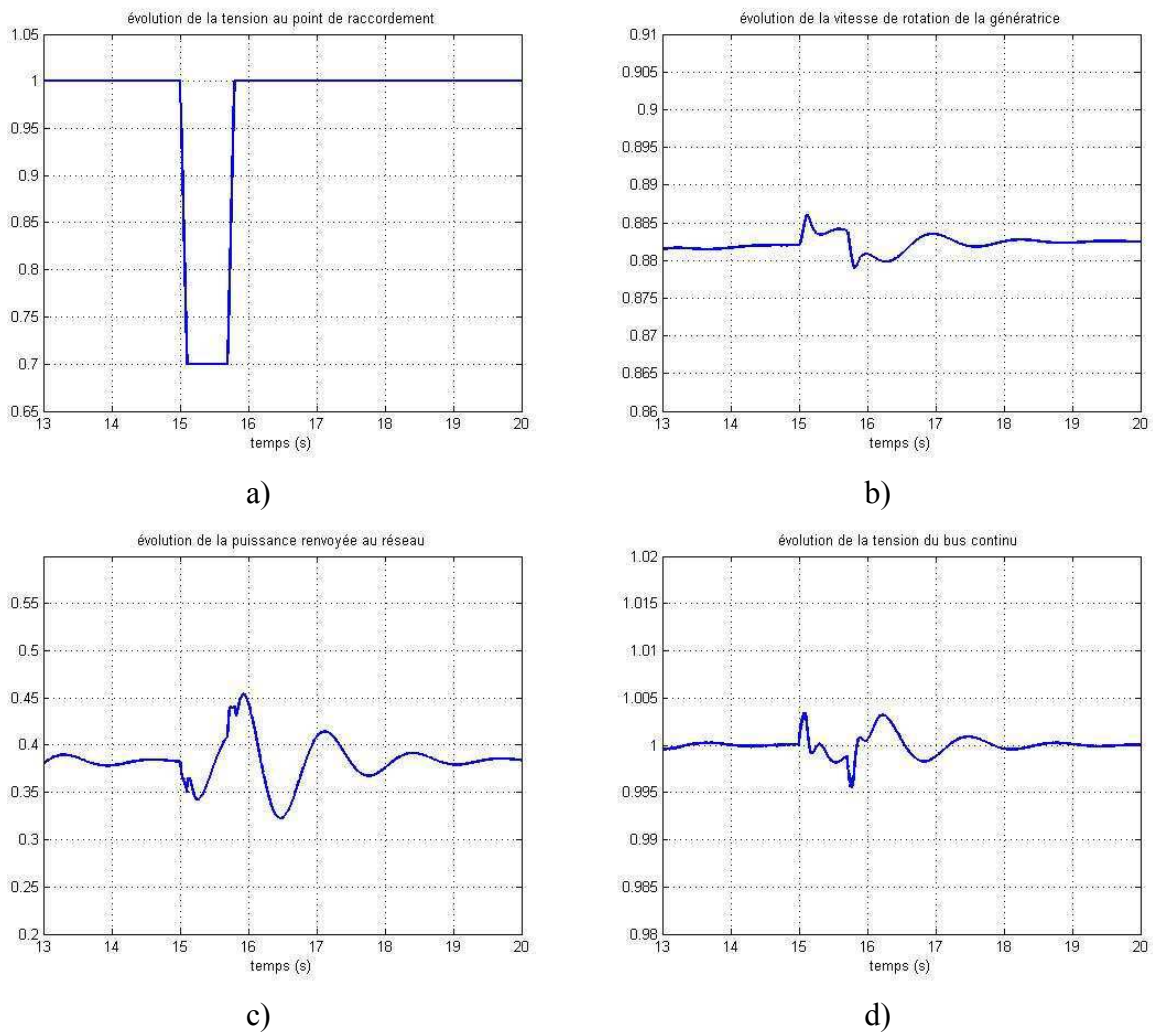 évolution de la tension au point de raccordement
1.05
1
0.95
0.9
0.85
0.8
0.75
0.7
0.65
13 14 15 16 17 18 19 20
temps (s)
a)
évolution de la vitesse de rotation de la génératrice
0.91
0.905
0.9
0.895
0.89
0.885
0.88
0.875
0.87
0.865
0.86
13 14 15 16 17 18 19 20
temps (s)
b)
évolution de la puissance renvoyée au réseau
0.55
0.5
0.45
0.4
0.35
0.3
0.25
0.2
13 14 15 16 17 18 19 20
temps (s)
c)
évolution de la tension du bus continu
1.02
1.015
1.01
1.005
1
0.995
0.99
0.985
0.98
13 14 15 16 17 18 19 20
temps (s)
d)